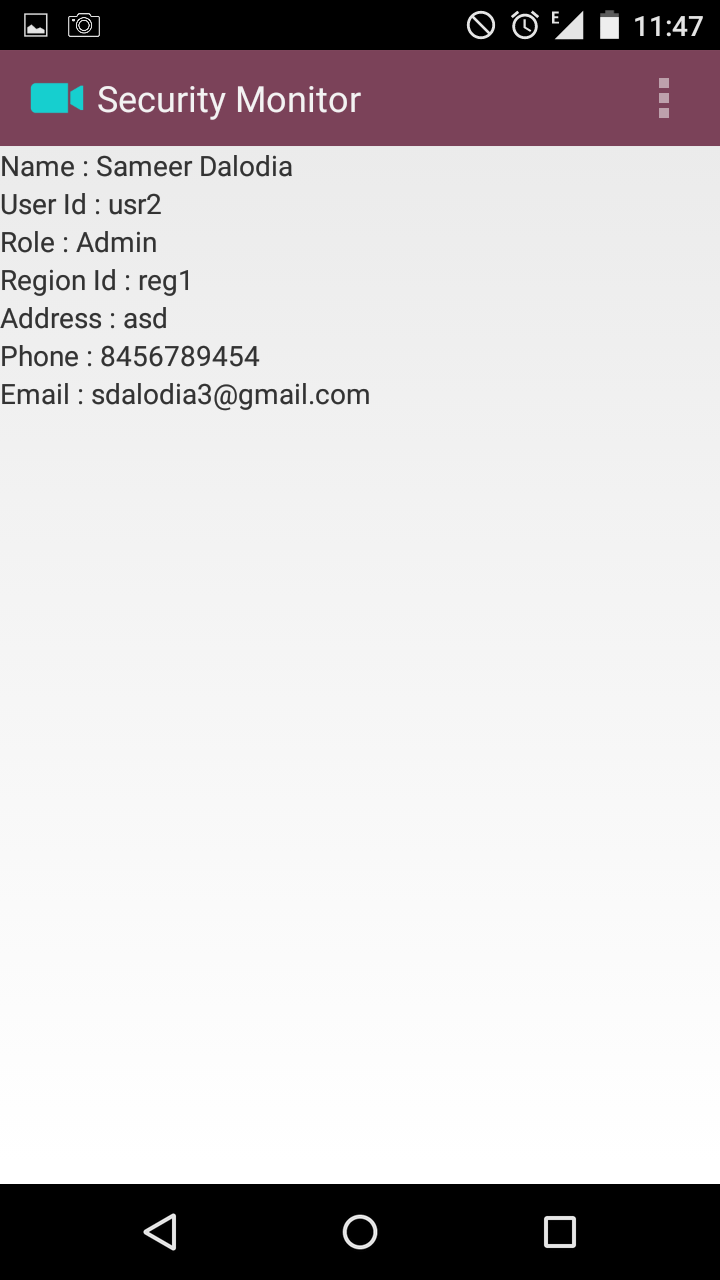 E 11:47
Security Monitor
Name : Sameer Dalodia
User Id : usr2
Role : Admin
Region Id : reg1
Address : asd
Phone : 8456789454
Email : sdalodia3@gmail.com